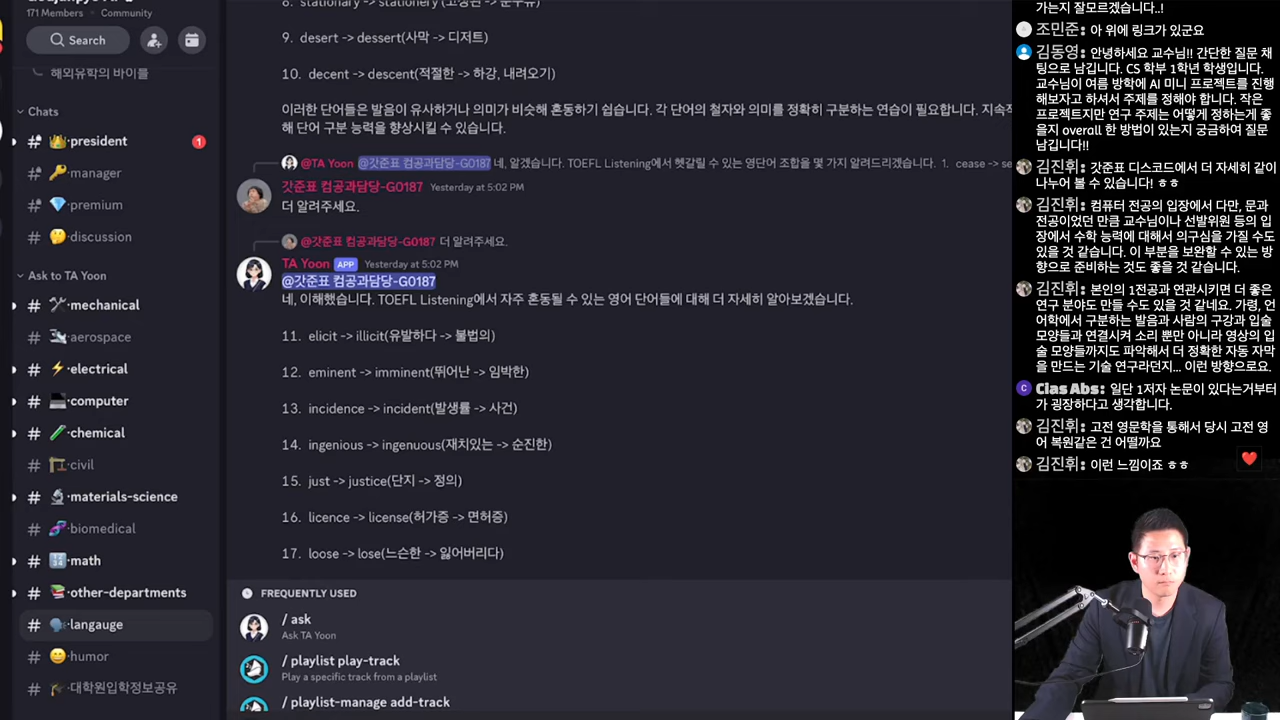 171 Members · Community
Search
해외유학의 바이블
Chats
president
1
manager
premium
discussion
Ask to TA Yoon
mechanical
aerospace
electrical
computer
chemical
civil
materials-science
biomedical
math
other-departments
langauge
humor
대학원입학정보공유
8. stationary -> stationery
9. desert -> dessert(사막 -> 디저트)
10. decent -> descent(적절한 -> 하강, 내려오기)
이러한 단어들은 발음이 유사하거나 의미가 비슷해 혼동하기 쉽습니다. 각 단어의 철자와 의미를 정확히 구분하는 연습이 필요합니다. 지속적
해 단어 구분 능력을 향상시킬 수 있습니다.
@TA Yoon @갓준표 컴공과담당-G0187 네, 알겠습니다. TOEFL Listening에서 헷갈릴 수 있는 영단어 조합을 몇 가지 알려드리겠습니다. 1. cease -> se
갓준표 컴공과담당-G0187 Yesterday at 5:02 PM
더 알려주세요.
@갓준표 컴공과담당-G0187 더 알려주세요.
TA Yoon APP Yesterday at 5:02 PM
@갓준표 컴공과담당-G0187
네, 이해했습니다. TOEFL Listening에서 자주 혼동될 수 있는 영어 단어들에 대해 더 자세히 알아보겠습니다.
11. elicit -> illicit(유발하다 -> 불법의)
12. eminent -> imminent(뛰어난 -> 임박한)
13. incidence -> incident(발생률 -> 사건)
14. ingenious -> ingenuous(재치있는 -> 순진한)
15. just -> justice(단지 -> 정의)
16. licence -> license(허가증 -> 면허증)
17. loose -> lose(느슨한 -> 잃어버리다)
FREQUENTLY USED
/ ask
Ask TA Yoon
/ playlist play-track
Play a specific track from a playlist
/ playlist-manage add-track
가는지 잘모르겠습니다..!
조민준: 아 위에 링크가 있군요
김동영: 안녕하세요 교수님!! 간단한 질문 채
팅으로 남깁니다. CS 학부 1학년 학생입니다.
교수님이 여름 방학에 AI 미니 프로젝트를 진행
해보자고 하셔서 주제를 정해야 합니다. 작은
프로젝트지만 연구 주제는 어떻게 정하는게 좋
을지 overall 한 방법이 있는지 궁금하여 질문
남깁니다!!
김진휘: 갓준표 디스코드에서 더 자세히 같이
나누어 볼 수 있습니다! ㅎㅎ
김진휘: 컴퓨터 전공의 입장에서 다만, 문과
전공이었던 만큼 교수님이나 선발위원 등의 입
장에서 수학 능력에 대해서 의구심을 가질 수도
있을 것 같습니다. 이 부분을 보완할 수 있는 방
향으로 준비하는 것도 좋을 것 같습니다.
김진휘: 본인의 1전공과 연관시키면 더 좋은
연구 분야도 만들 수도 있을 것 같네요. 가령, 언
어학에서 구분하는 발음과 사람의 구강과 입술
모양들과 연결시켜 소리 뿐만 아니라 영상의 입
술 모양들까지도 파악해서 더 정확한 자동 자막
을 만드는 기술 연구라던지... 이런 방향으로요.
C
Cias Abs: 일단 1저자 논문이 있다는거부터
가 굉장하다고 생각합니다.
김진휘: 고전 영문학을 통해서 당시 고전 영
어 복원같은 건 어떨까요
김진휘: 이런 느낌이죠 ㅎㅎ